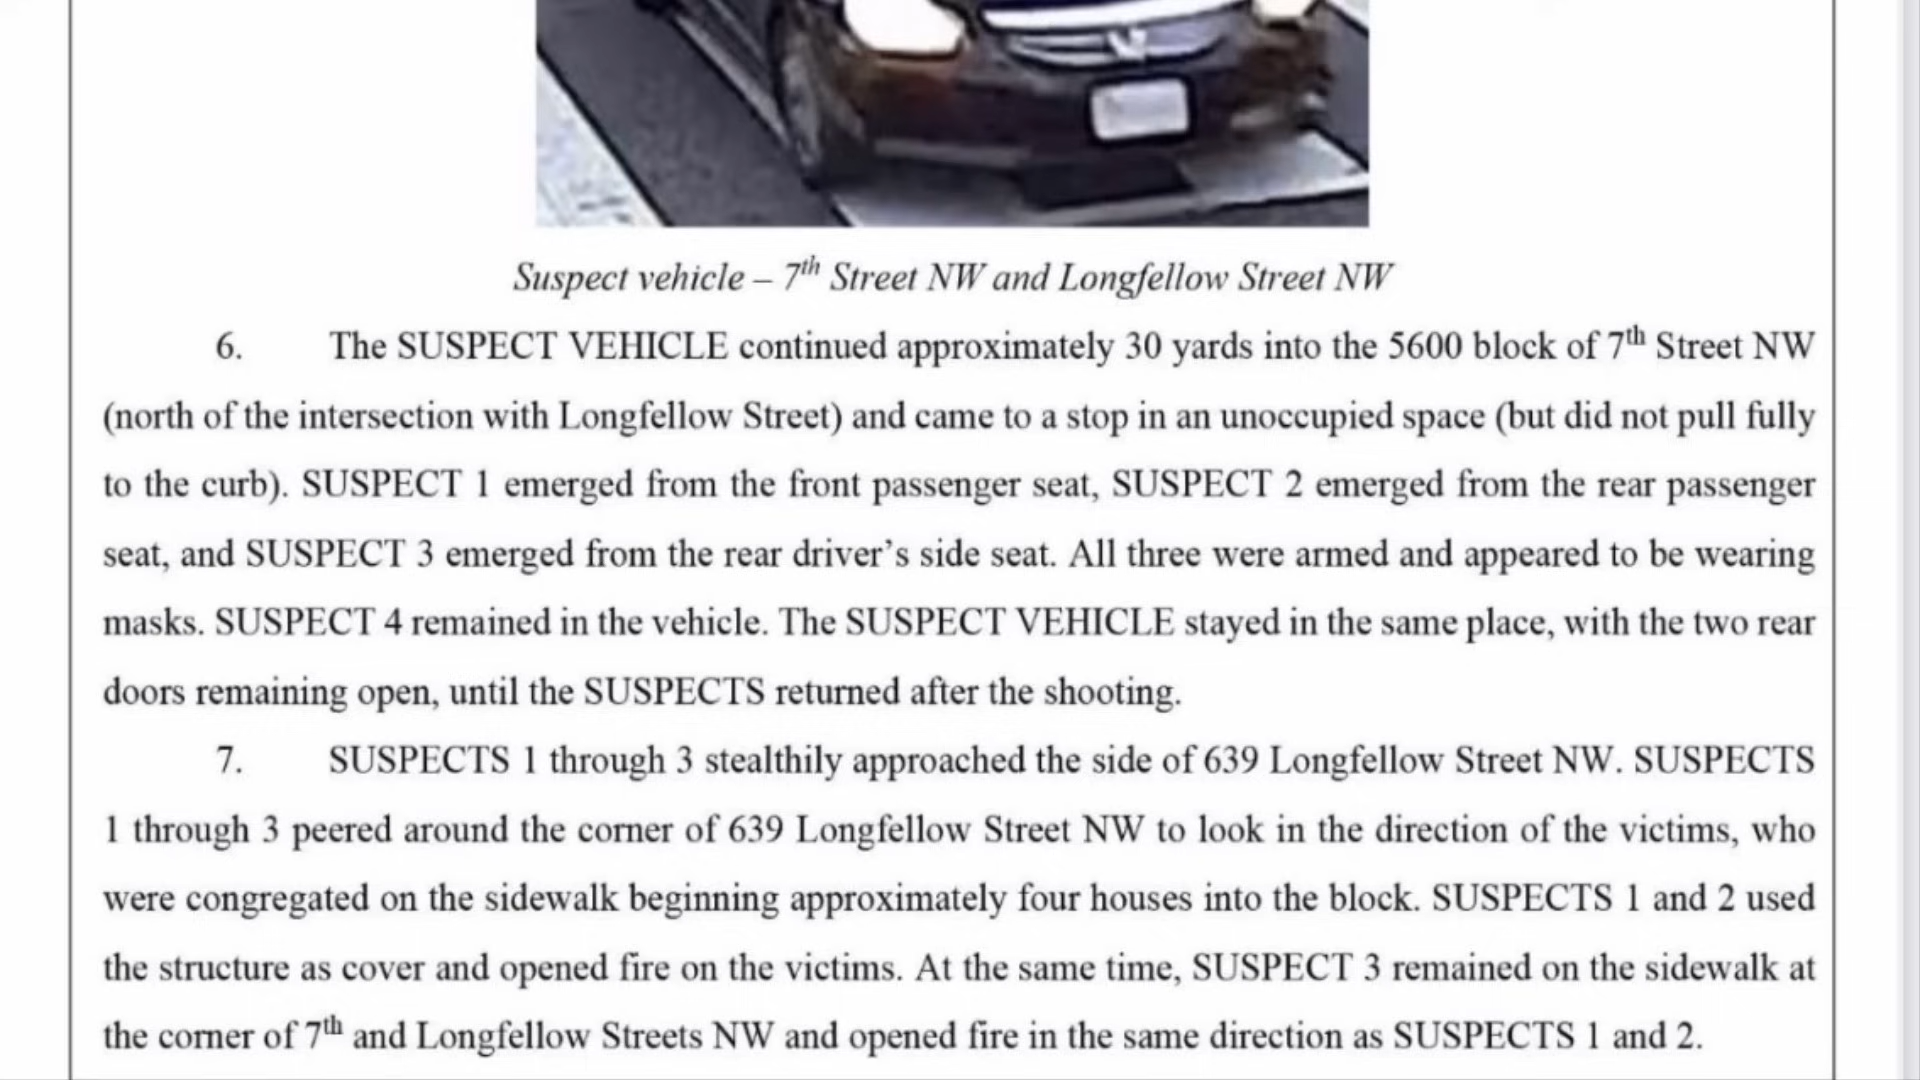 Suspect vehicle – 7th Street NW and Longfellow Street NW
6. The SUSPECT VEHICLE continued approximately 30 yards into the 5600 block of 7th Street NW
(north of the intersection with Longfellow Street) and came to a stop in an unoccupied space (but did not pull fully
to the curb). SUSPECT 1 emerged from the front passenger seat, SUSPECT 2 emerged from the rear passenger
seat, and SUSPECT 3 emerged from the rear driver’s side seat. All three were armed and appeared to be wearing
masks. SUSPECT 4 remained in the vehicle. The SUSPECT VEHICLE stayed in the same place, with the two rear
doors remaining open, until the SUSPECTS returned after the shooting.
7. SUSPECTS 1 through 3 stealthily approached the side of 639 Longfellow Street NW. SUSPECTS
1 through 3 peered around the corner of 639 Longfellow Street NW to look in the direction of the victims, who
were congregated on the sidewalk beginning approximately four houses into the block. SUSPECTS 1 and 2 used
the structure as cover and opened fire on the victims. At the same time, SUSPECT 3 remained on the sidewalk at
the corner of 7th and Longfellow Streets NW and opened fire in the same direction as SUSPECTS 1 and 2.